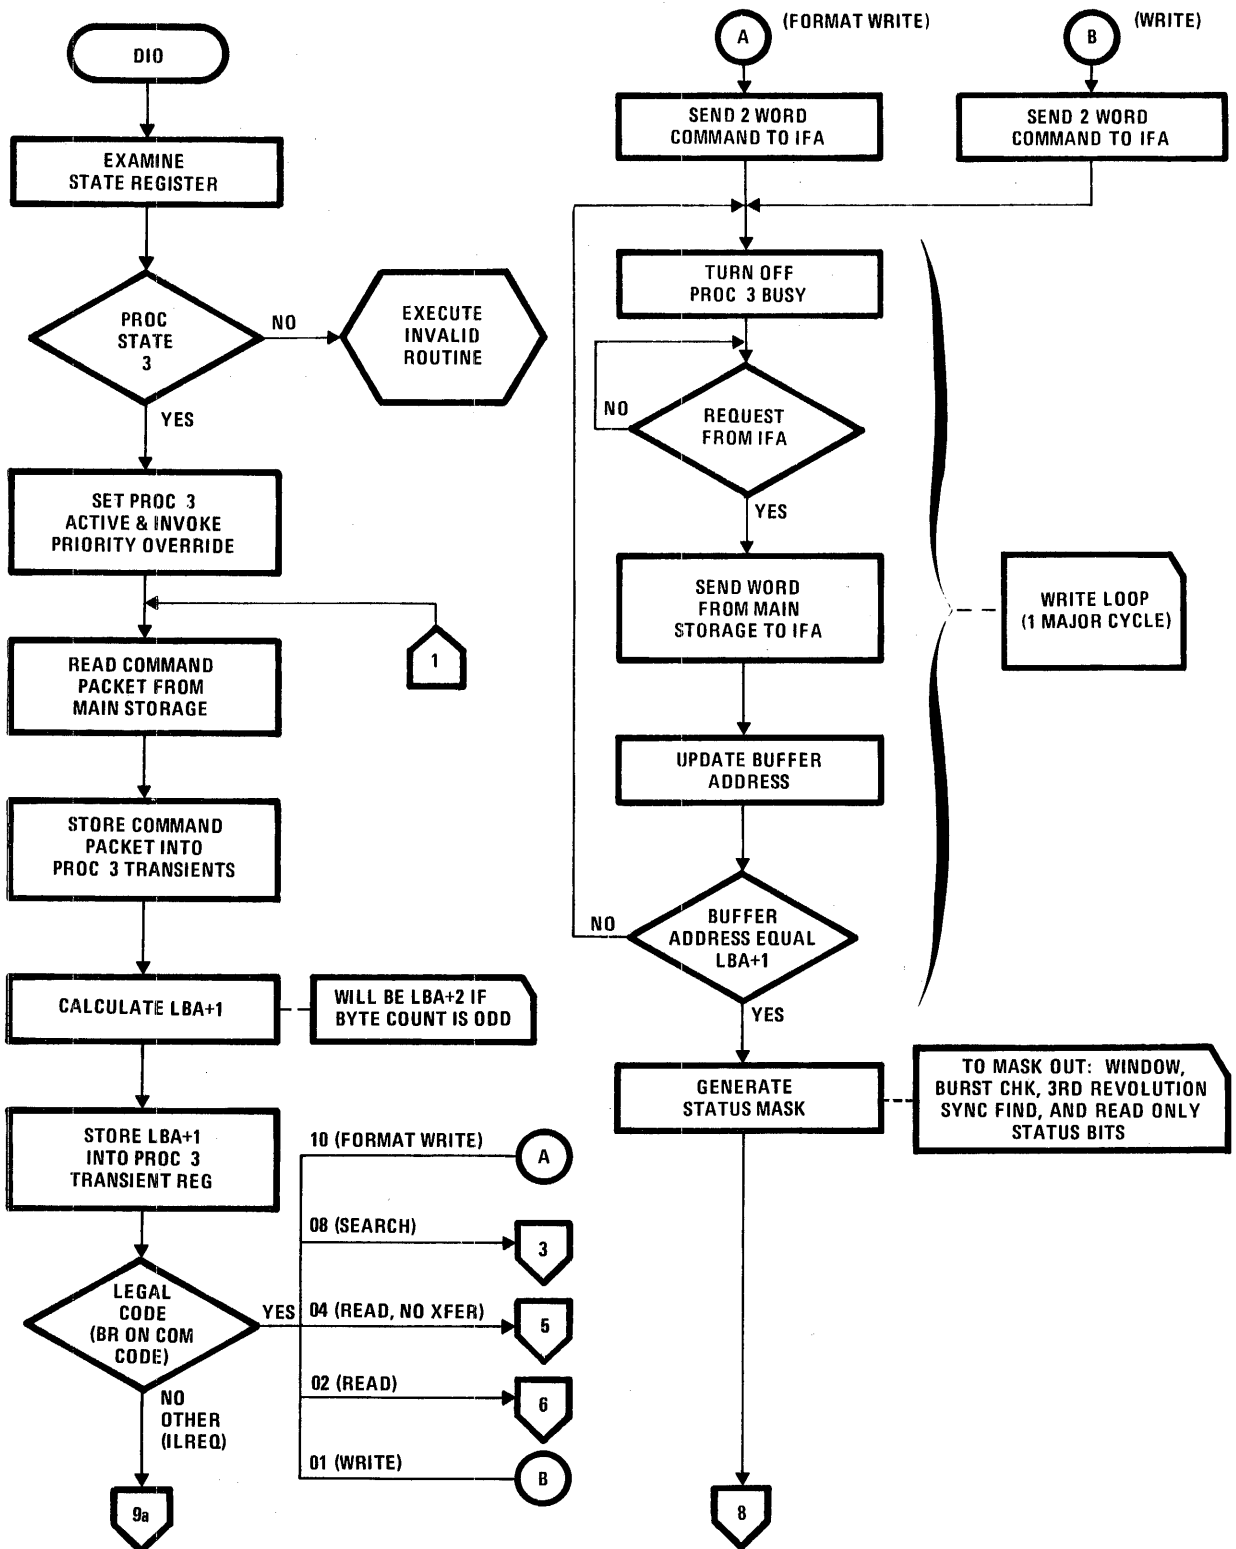 DIO
EXAMINE
STATE REGISTER
PROC
STATE
3
NO
EXECUTE
INVALID
ROUTINE
YES
SET PROC 3
ACTIVE & INVOKE
PRIORITY OVERRIDE
1
READ COMMAND
PACKET FROM
MAIN STORAGE
STORE COMMAND
PACKET INTO
PROC 3 TRANSIENTS
CALCULATE LBA+1
WILL BE LBA+2 IF
BYTE COUNT IS ODD
STORE LBA+1
INTO PROC 3
TRANSIENT REG
LEGAL
CODE
(BR ON COM
CODE)
YES
10 (FORMAT WRITE)
A
08 (SEARCH)
3
04 (READ, NO XFER)
5
02 (READ)
6
01 (WRITE)
B
NO
OTHER
(ILREQ)
9a
A
(FORMAT WRITE)
B
(WRITE)
SEND 2 WORD
COMMAND TO IFA
SEND 2 WORD
COMMAND TO IFA
TURN OFF
PROC 3 BUSY
NO
REQUEST
FROM IFA
YES
SEND WORD
FROM MAIN
STORAGE TO IFA
WRITE LOOP
(1 MAJOR CYCLE)
UPDATE BUFFER
ADDRESS
NO
BUFFER
ADDRESS EQUAL
LBA+1
YES
GENERATE
STATUS MASK
TO MASK OUT: WINDOW,
BURST CHK, 3RD REVOLUTION
SYNC FIND, AND READ ONLY
STATUS BITS
8